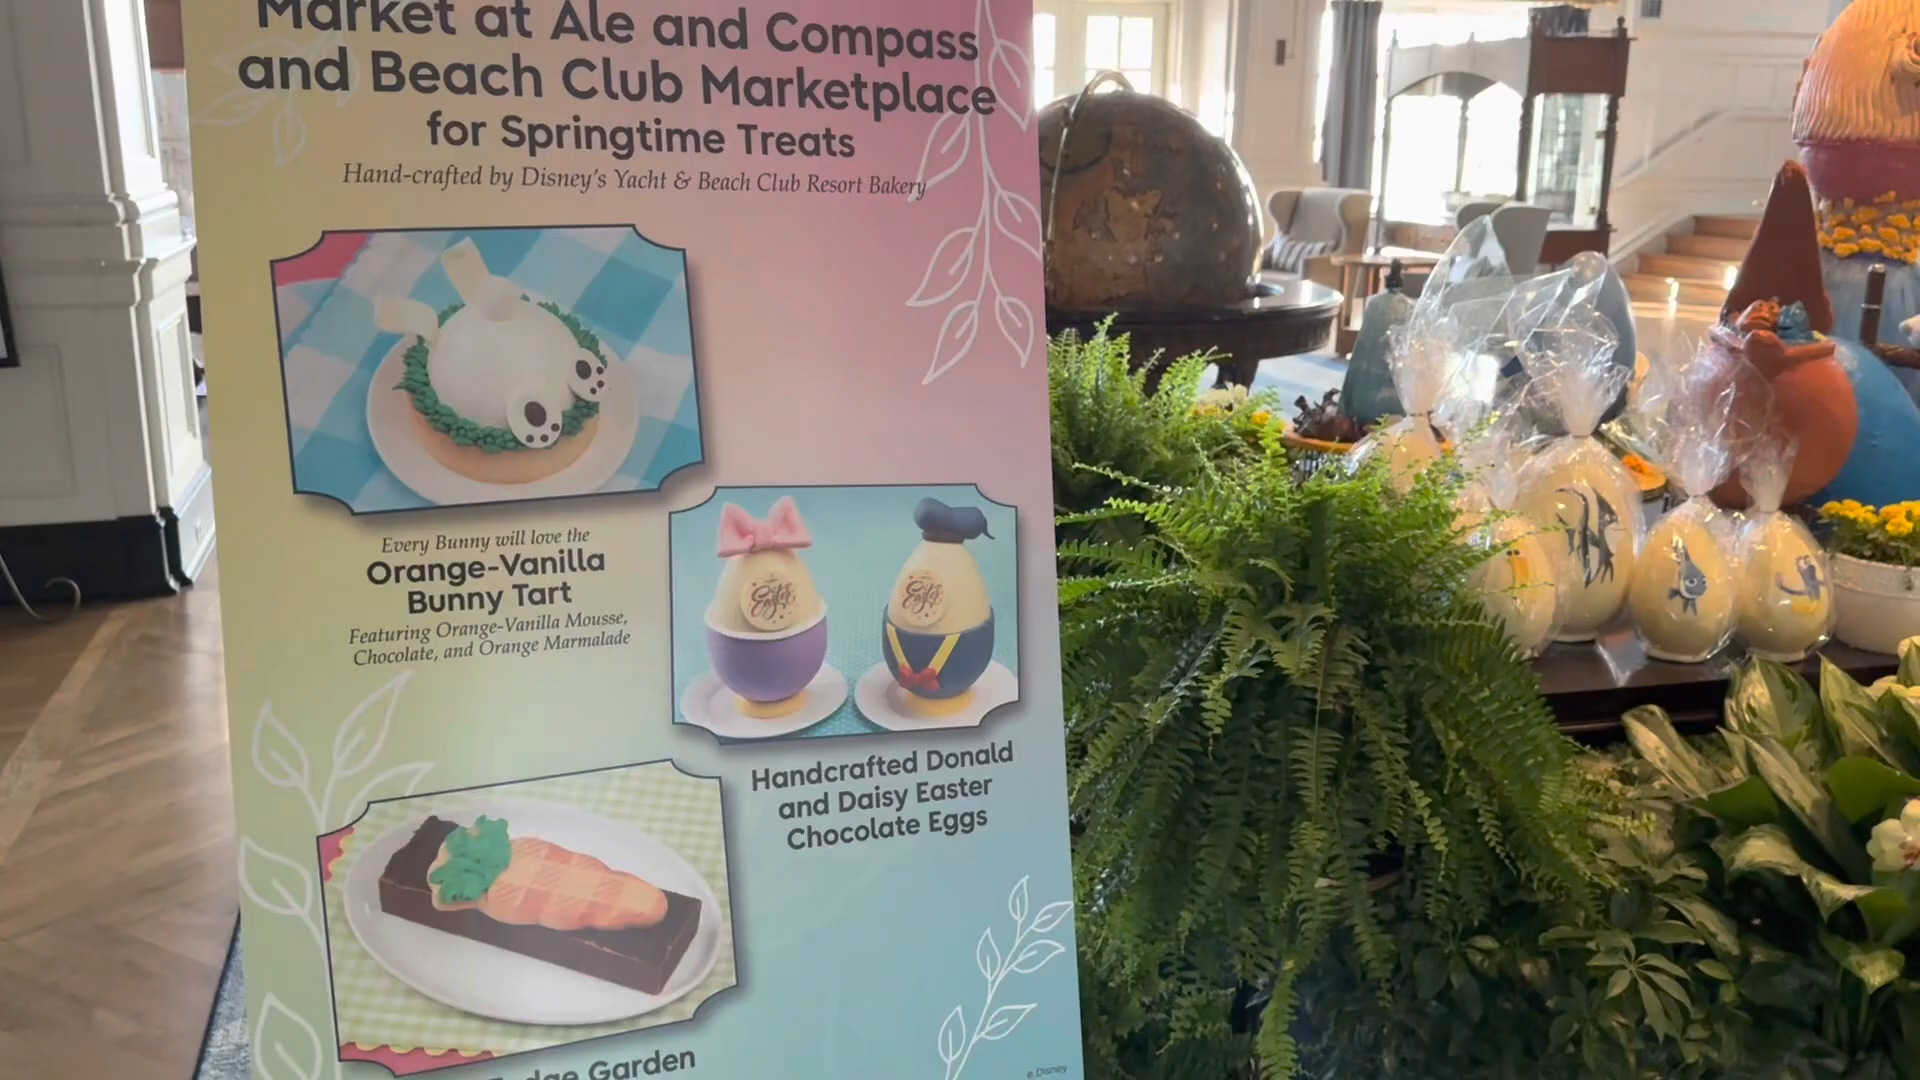 Market at Ale and Compass
and Beach Club Marketplace
for Springtime Treats
Hand-crafted by Disney's Yacht & Beach Club Resort Bakery
Every Bunny will love the
Orange-Vanilla
Bunny Tart
Featuring Orange-Vanilla Mousse,
Chocolate, and Orange Marmalade
Easter
Easter
Handcrafted Donald
and Daisy Easter
Chocolate Eggs
Garden
© Disney